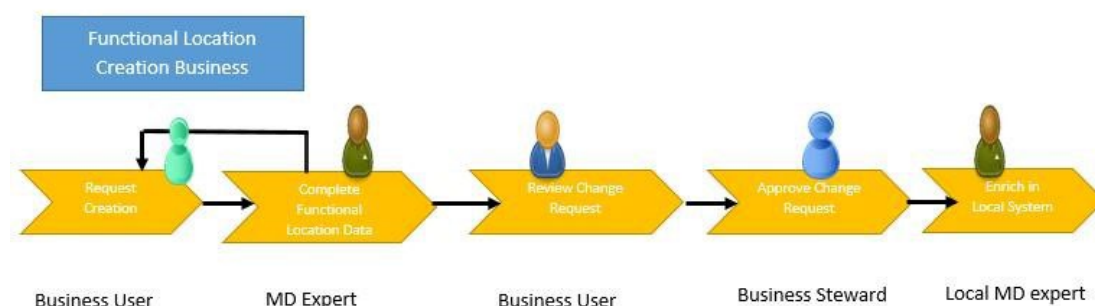 Functional Location
Creation Business
Request
Creation
Complete
Functional
Location Data
Review Change
Request
Approve Change
Request
Enrich in
Local System
Business User
MD Expert
Business User
Business Steward
Local MD expert